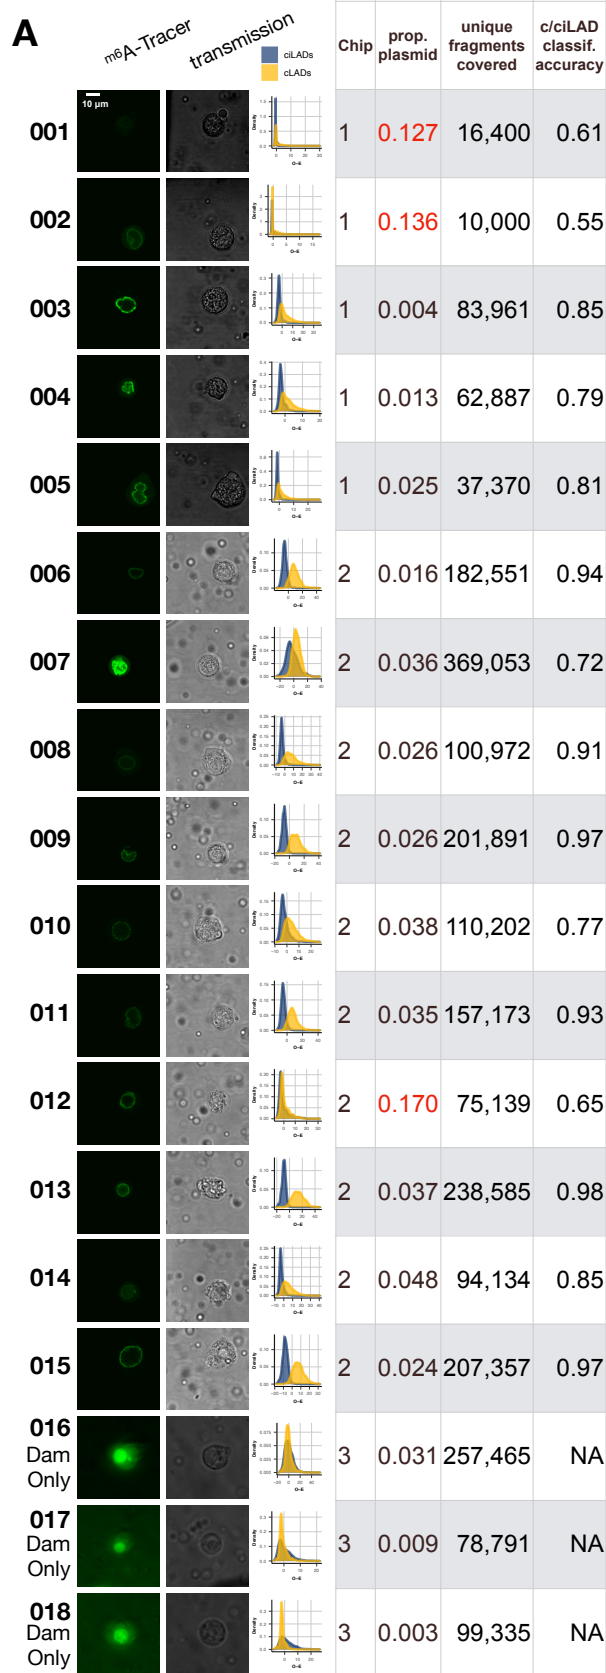 A
m6A-Tracer
transmission
ciLADs
cLADs
Chip
prop.
plasmid
unique
fragments
covered
c/ciLAD
classif.
accuracy
10 µm
001
1 0.127 16,400 0.61
002
1 0.136 10,000 0.55
003
1 0.004 83,961 0.85
004
1 0.013 62,887 0.79
005
1 0.025 37,370 0.81
006
2 0.016 182,551 0.94
007
2 0.036 369,053 0.72
008
2 0.026 100,972 0.91
009
2 0.026 201,891 0.97
010
2 0.038 110,202 0.77
011
2 0.035 157,173 0.93
012
2 0.170 75,139 0.65
013
2 0.037 238,585 0.98
014
2 0.048 94,134 0.85
015
2 0.024 207,357 0.97
016
Dam
Only
3 0.031 257,465 NA
017
Dam
Only
3 0.009 78,791 NA
018
Dam
Only
3 0.003 99,335 NA